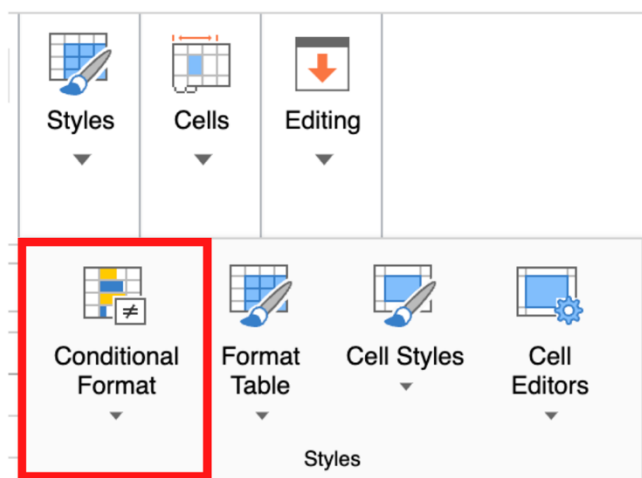 Styles
Cells
Editing
≠
Conditional
Format
Format
Table
Cell Styles
Cell
Editors
Styles